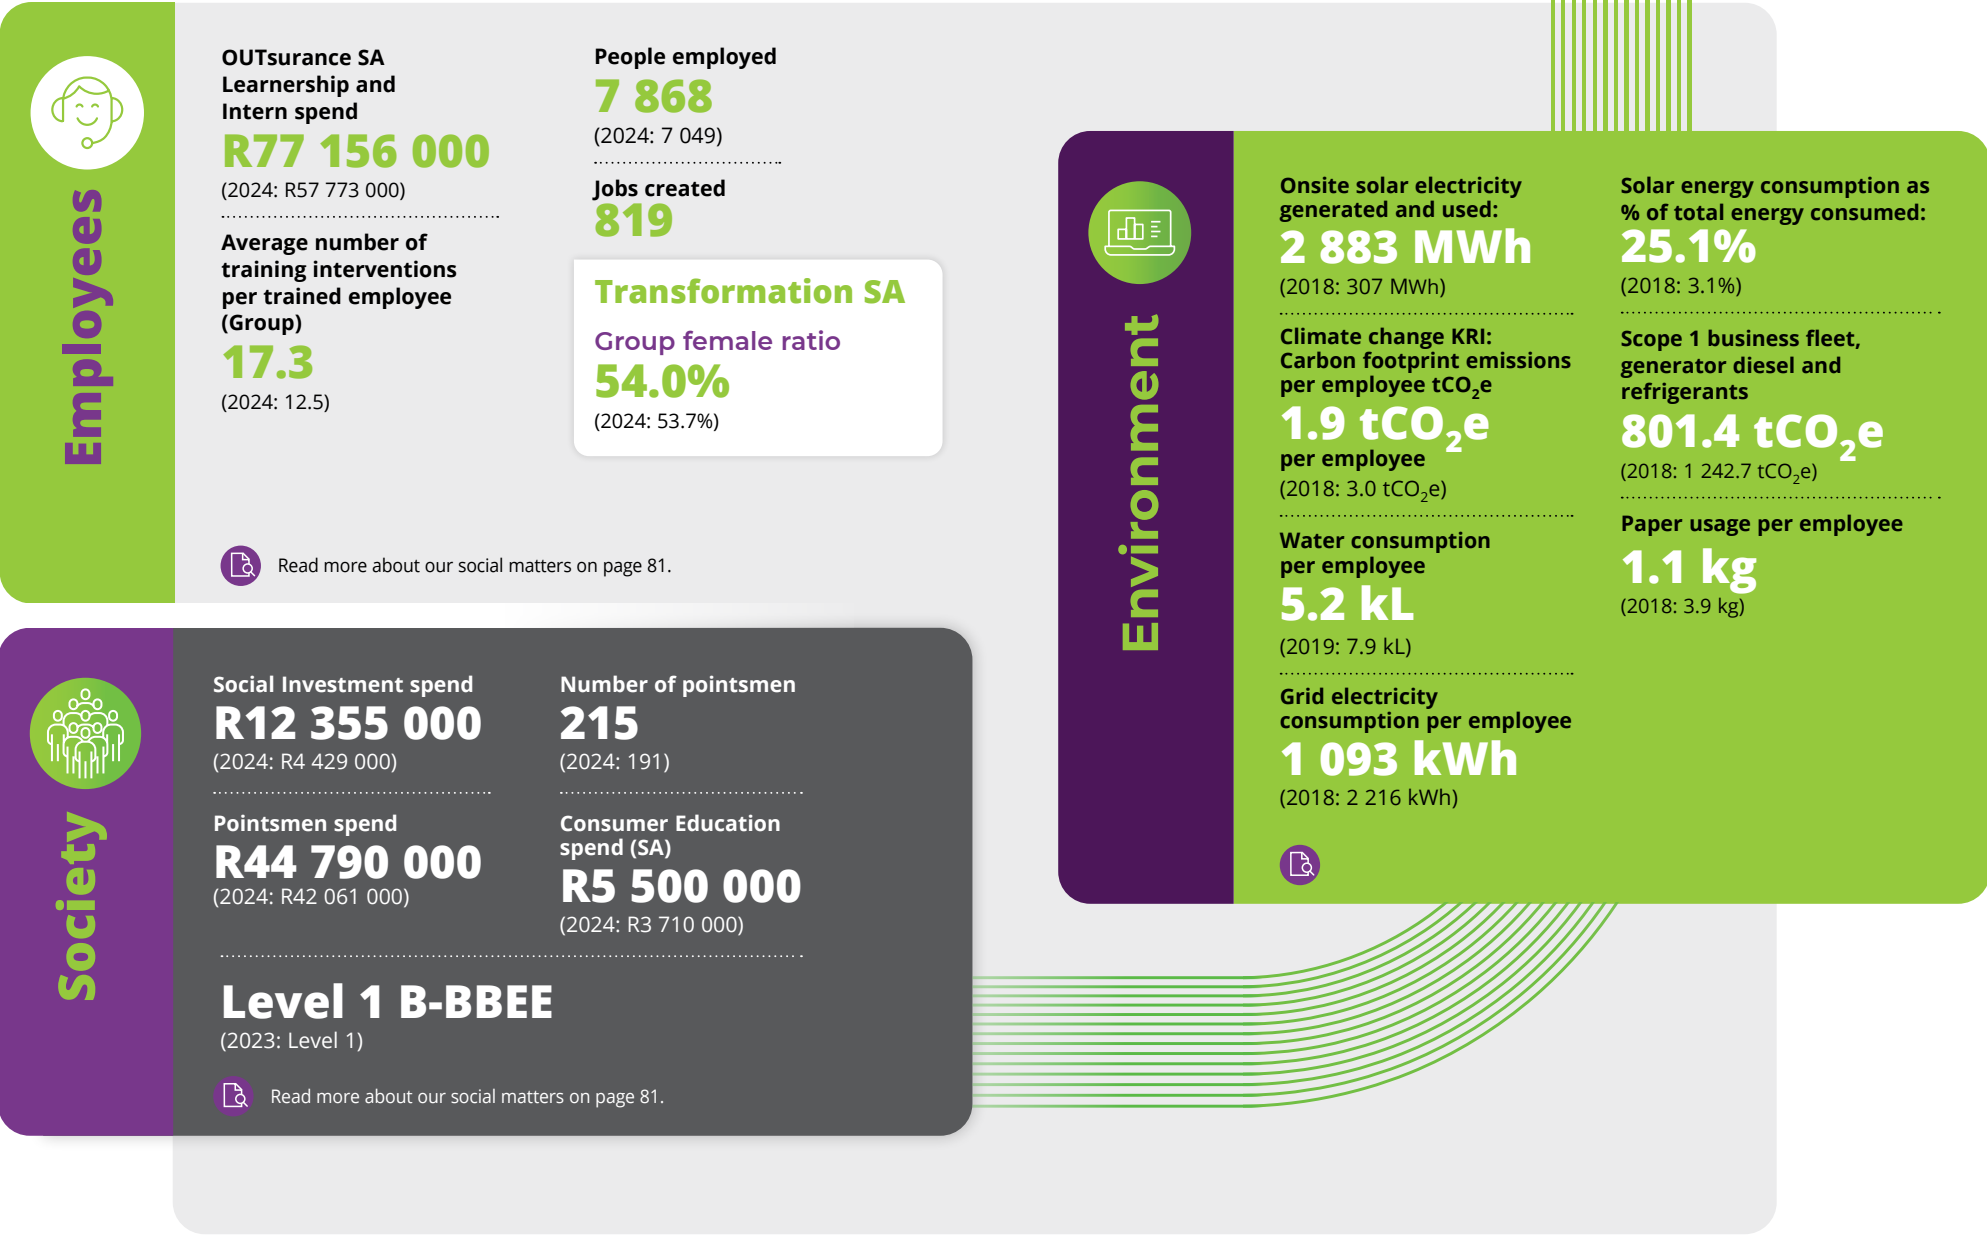 Employees
OUTsurance SA
Learnership and
Intern spend
R77 156 000
(2024: R57 773 000)
Average number of
training interventions
per trained employee
(Group)
17.3
(2024: 12.5)
People employed
7 868
(2024: 7 049)
Jobs created
819
Transformation SA
Group female ratio
54.0%
(2024: 53.7%)
Read more about our social matters on page 81.
Society
Social Investment spend
R12 355 000
(2024: R4 429 000)
Pointsmen spend
R44 790 000
(2024: R42 061 000)
Number of pointsmen
215
(2024: 191)
Consumer Education
spend (SA)
R5 500 000
(2024: R3 710 000)
Level 1 B-BBEE
(2023: Level 1)
Read more about our social matters on page 81.
Environment
Onsite solar electricity
generated and used:
2 883 MWh
(2018: 307 MWh)
Climate change KRI:
Carbon footprint emissions
per employee tCO₂e
1.9 tCO₂e
per employee
(2018: 3.0 tCO₂e)
Water consumption
per employee
5.2 kL
(2019: 7.9 kL)
Grid electricity
consumption per employee
1 093 kWh
(2018: 2 216 kWh)
Solar energy consumption as
% of total energy consumed:
25.1%
(2018: 3.1%)
Scope 1 business fleet,
generator diesel and
refrigerants
801.4 tCO₂e
(2018: 1 242.7 tCO₂e)
Paper usage per employee
1.1 kg
(2018: 3.9 kg)